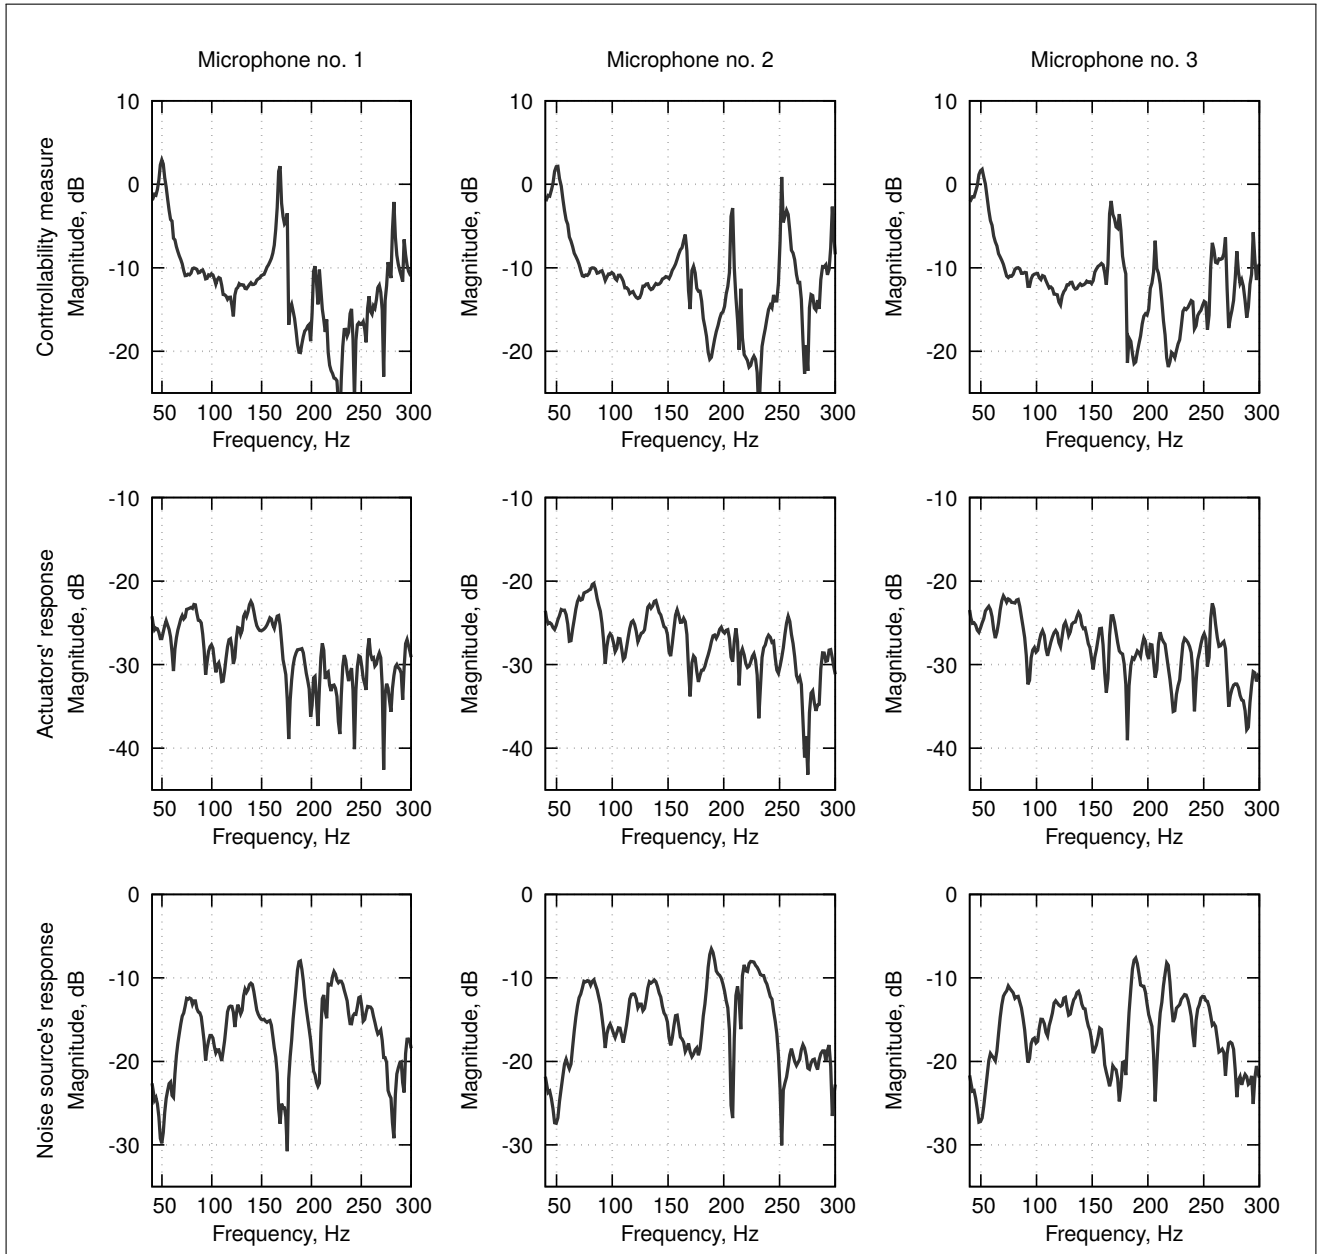 Microphone no. 1
Microphone no. 2
Microphone no. 3
Controllability measure
Magnitude, dB
10
0
-10
-20
50 100 150 200 250 300
Frequency, Hz
Magnitude, dB
10
0
-10
-20
50 100 150 200 250 300
Frequency, Hz
Magnitude, dB
10
0
-10
-20
50 100 150 200 250 300
Frequency, Hz
Actuators' response
Magnitude, dB
-10
-20
-30
-40
50 100 150 200 250 300
Frequency, Hz
Magnitude, dB
-10
-20
-30
-40
50 100 150 200 250 300
Frequency, Hz
Magnitude, dB
-10
-20
-30
-40
50 100 150 200 250 300
Frequency, Hz
Noise source's response
Magnitude, dB
0
-10
-20
-30
50 100 150 200 250 300
Frequency, Hz
Magnitude, dB
0
-10
-20
-30
50 100 150 200 250 300
Frequency, Hz
Magnitude, dB
0
-10
-20
-30
50 100 150 200 250 300
Frequency, Hz